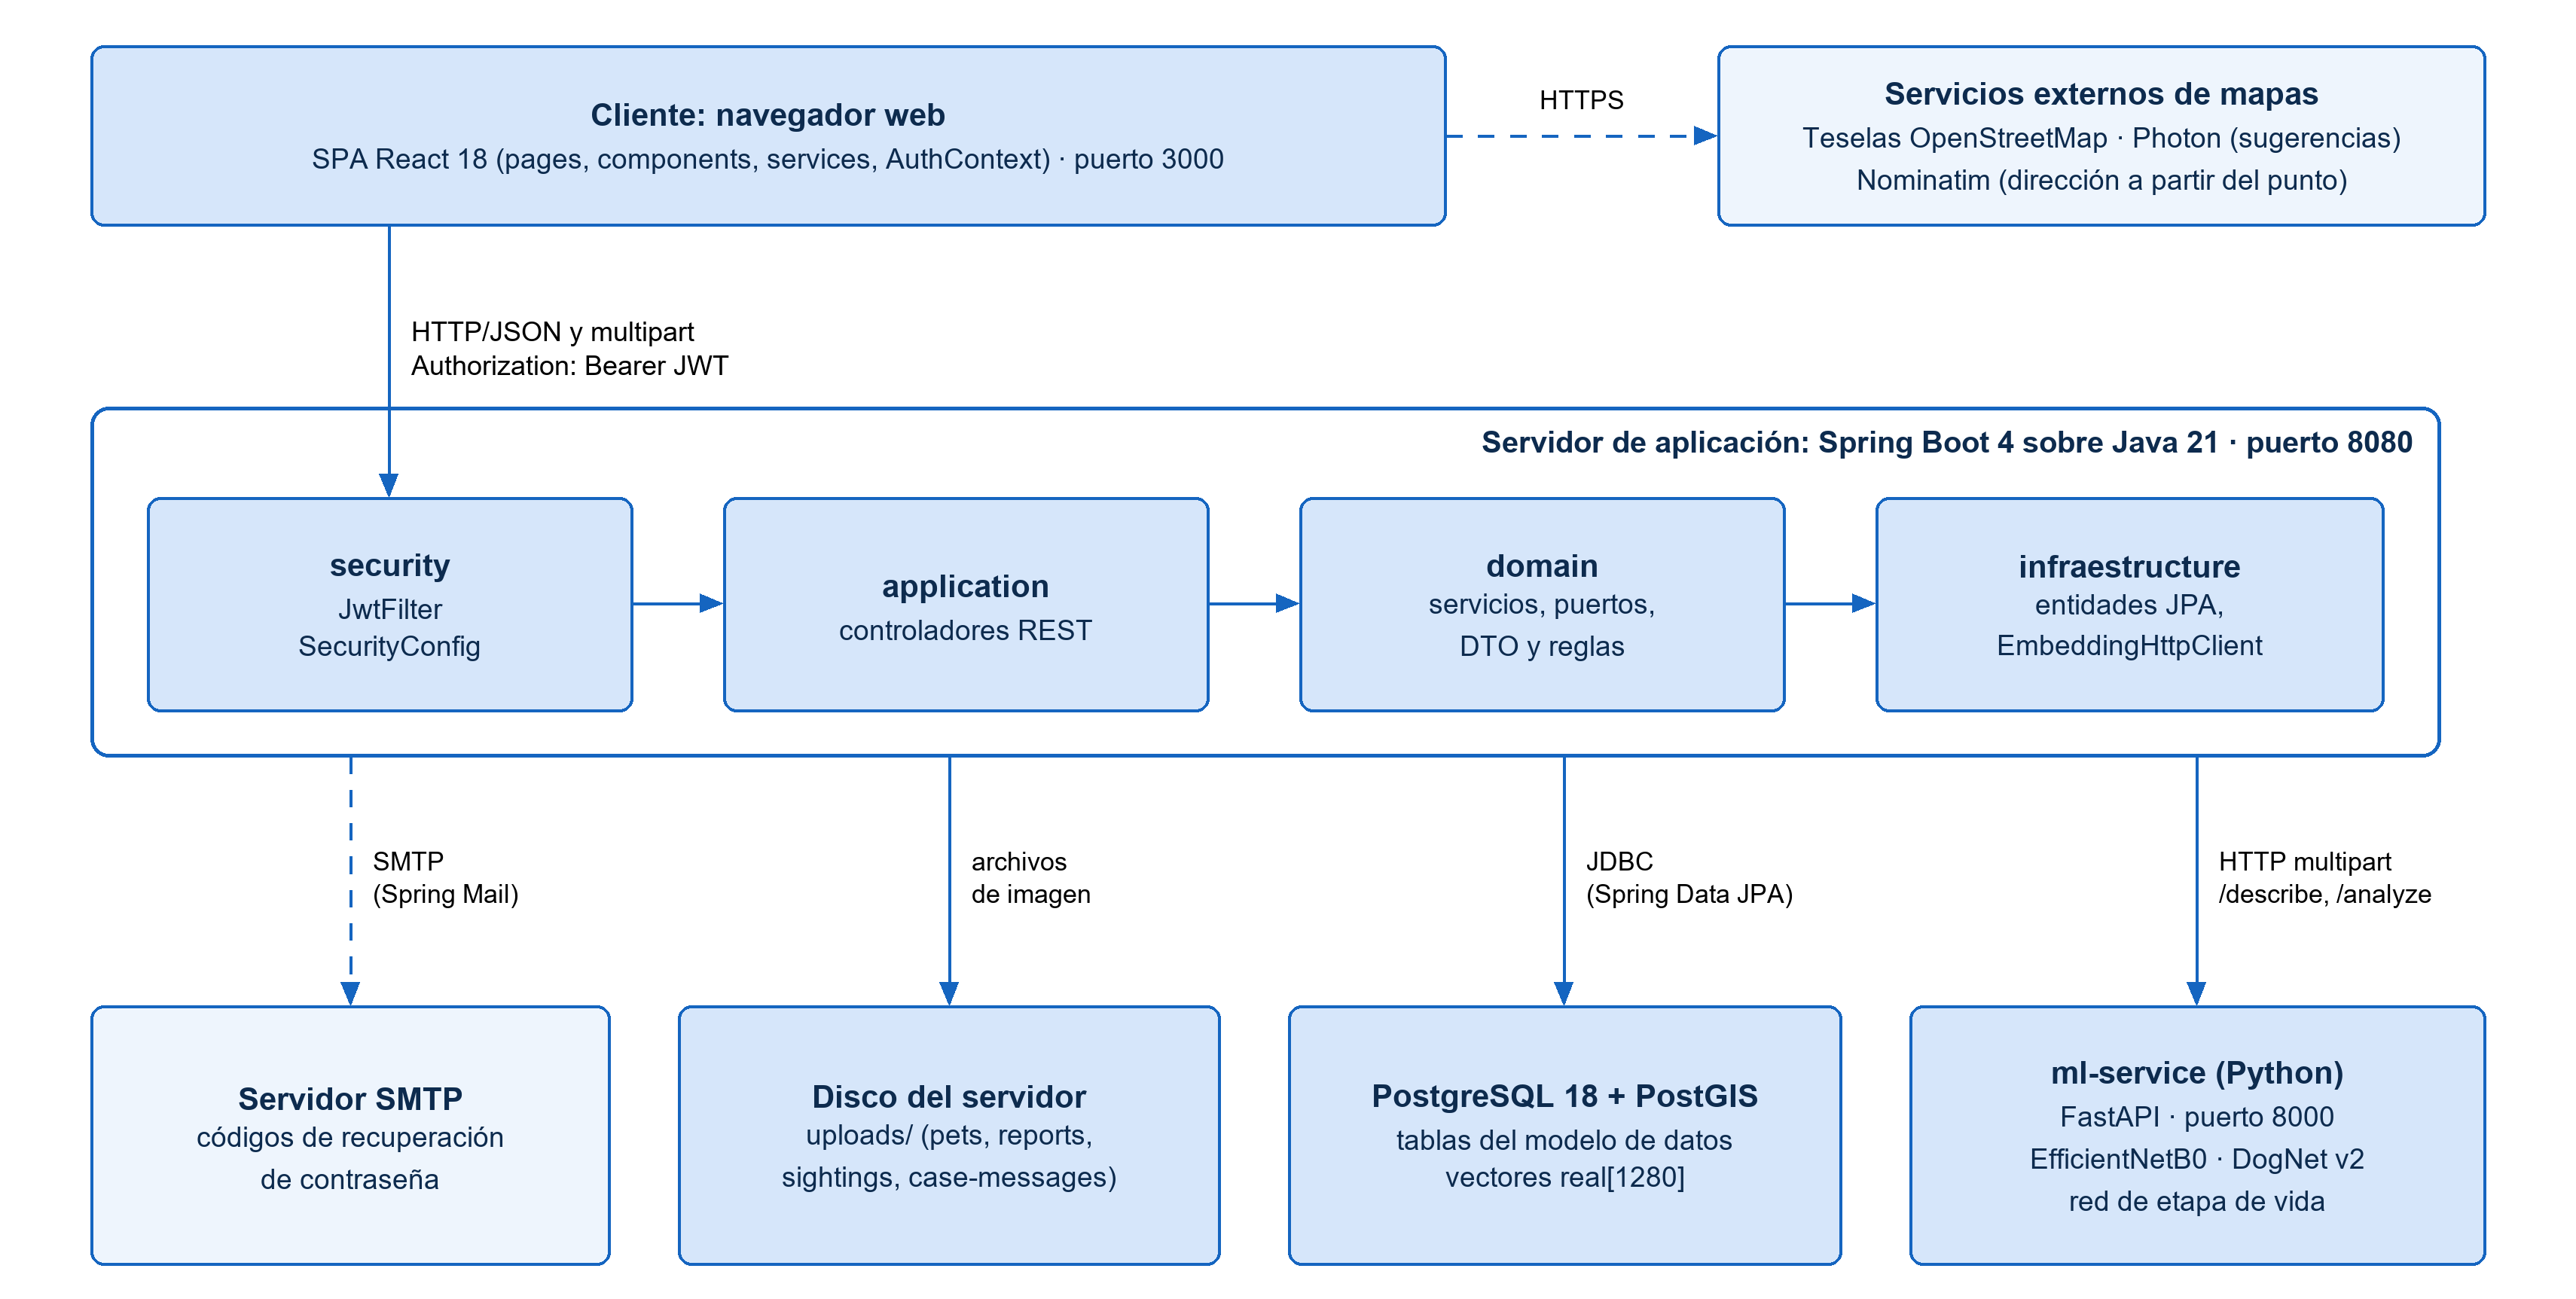 Cliente: navegador web
SPA React 18 (pages, components, services, AuthContext) · puerto 3000
HTTPS
Servicios externos de mapas
Teselas OpenStreetMap · Photon (sugerencias)
Nominatim (dirección a partir del punto)
HTTP/JSON y multipart
Authorization: Bearer JWT
Servidor de aplicación: Spring Boot 4 sobre Java 21 · puerto 8080
security
JwtFilter
SecurityConfig
application
controladores REST
domain
servicios, puertos,
DTO y reglas
infraestructure
entidades JPA,
EmbeddingHttpClient
SMTP
(Spring Mail)
archivos
de imagen
JDBC
(Spring Data JPA)
HTTP multipart
/describe, /analyze
Servidor SMTP
códigos de recuperación
de contraseña
Disco del servidor
uploads/ (pets, reports,
sightings, case-messages)
PostgreSQL 18 + PostGIS
tablas del modelo de datos
vectores real[1280]
ml-service (Python)
FastAPI · puerto 8000
EfficientNetB0 · DogNet v2
red de etapa de vida